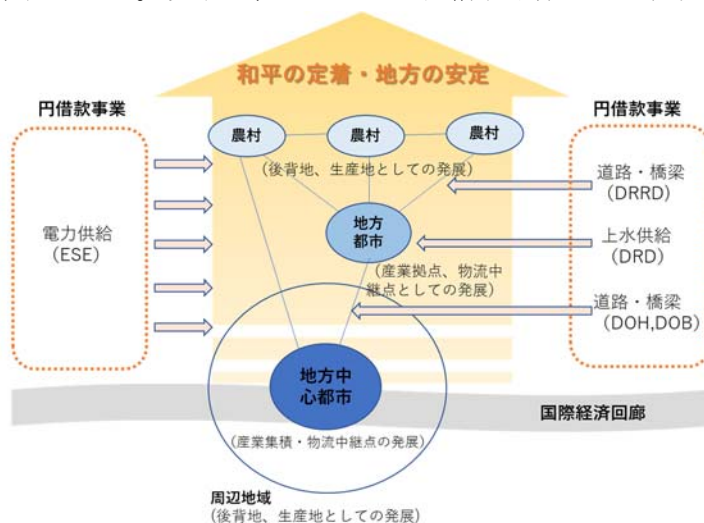 和平の定着・地方の安定
円借款事業
円借款事業
農村
農村
農村
(後背地、生産地としての発展)
道路・橋梁
(DRRD)
電力供給
(ESE)
地方
都市
上水供給
(DRD)
(産業拠点、物流中
継点としての発展)
道路・橋梁
(DOH,DOB)
地方中
心都市
国際経済回廊
(産業集積・物流中継点の発展)
周辺地域
(後背地、生産地としての発展)